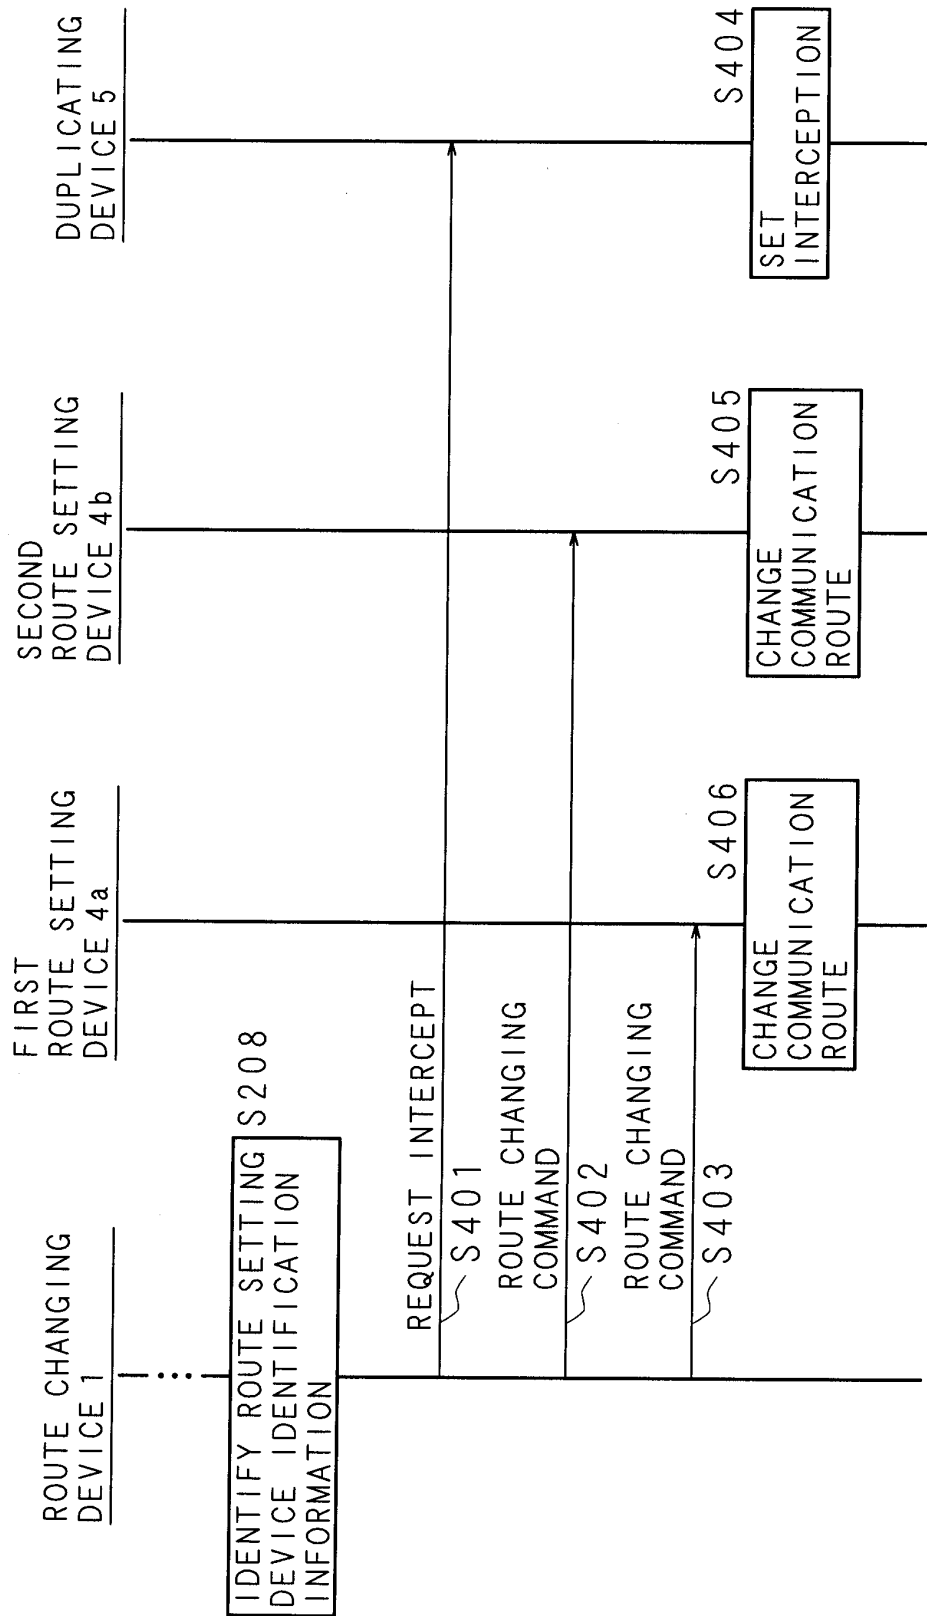 ROUTE CHANGING
DEVICE 1
FIRST
ROUTE SETTING
DEVICE 4a
SECOND
ROUTE SETTING
DEVICE 4b
DUPLICATING
DEVICE 5
IDENTIFY ROUTE SETTING
DEVICE IDENTIFICATION
INFORMATION
S208
REQUEST INTERCEPT
S401
ROUTE CHANGING
COMMAND
S402
ROUTE CHANGING
COMMAND
S403
S406
CHANGE
COMMUNICATION
ROUTE
S405
CHANGE
COMMUNICATION
ROUTE
S404
SET
INTERCEPTION